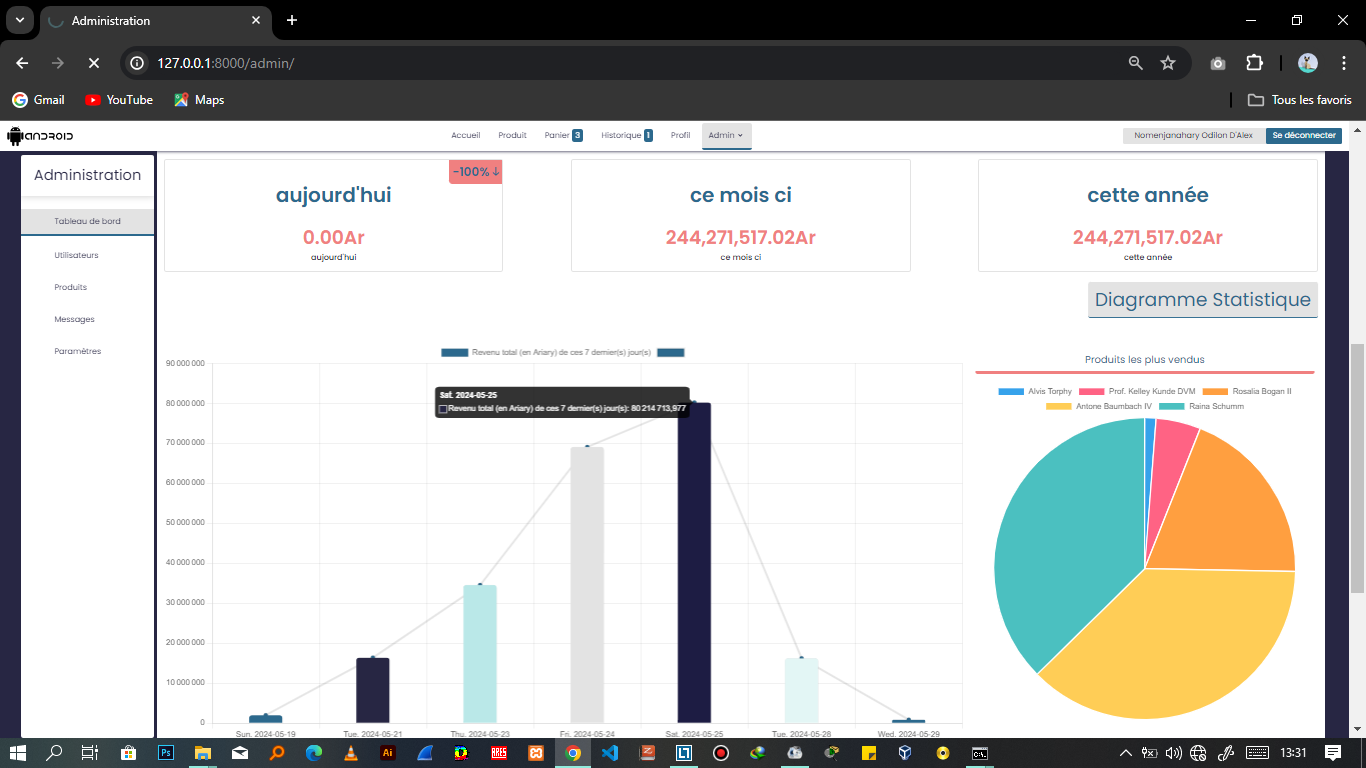 Administration
127.0.0.1:8000/admin/
Gmail YouTube Maps Tous les favoris
ANDROID Accueil Produit Panier 3 Historique 1 Profil Admin Nomenjanahary Odilon D'Alex Se déconnecter
Administration
Tableau de bord
Utilisateurs
Produits
Messages
Paramètres
-100%↓
aujourd'hui
0.00Ar
aujourd'hui
ce mois ci
244,271,517.02Ar
ce mois ci
cette année
244,271,517.02Ar
cette année
Diagramme Statistique
Revenu total (en Ariary) de ces 7 dernier(s) jour(s)
90 000 000
80 000 000
70 000 000
60 000 000
50 000 000
40 000 000
30 000 000
20 000 000
10 000 000
0
Sat. 2024-05-25
Revenu total (en Ariary) de ces 7 dernier(s) jour(s): 80 214 713,977
Sun. 2024-05-19 Tue. 2024-05-21 Thu. 2024-05-23 Fri. 2024-05-24 Sat. 2024-05-25 Tue. 2024-05-28 Wed. 2024-05-29
Produits les plus vendus
Alvis Torphy Prof. Kelley Kunde DVM Rosalia Bogan II
Antone Baumbach IV Raina Schumm
Ps Ai 13:31